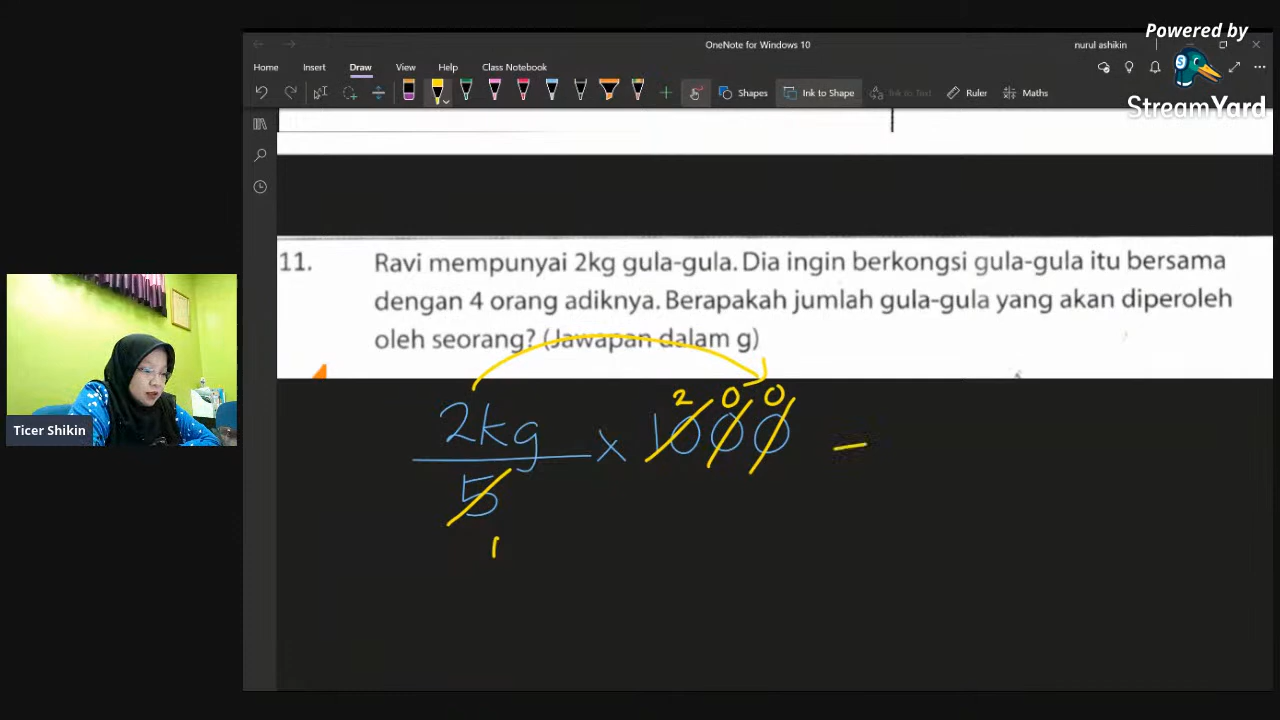 Powered by
StreamYard
OneNote for Windows 10
nurul ashikin
Home Insert Draw View Help Class Notebook
Shapes Ink to Shape Ink to Text Ruler Maths
11. Ravi mempunyai 2kg gula-gula. Dia ingin berkongsi gula-gula itu bersama
dengan 4 orang adiknya. Berapakah jumlah gula-gula yang akan diperoleh
oleh seorang? (Jawapan dalam g)
2 0 0
2kg x 1000 –
5
1
Ticer Shikin